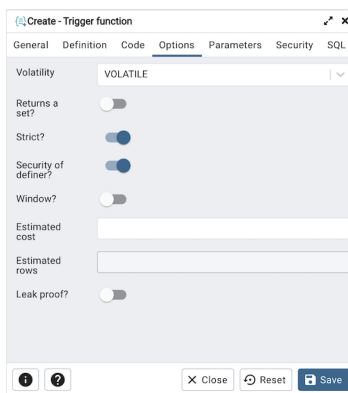 Create - Trigger function
General Definition Code Options Parameters Security SQL
Volatility VOLATILE
Returns a
set?
Strict?
Security of
definer?
Window?
Estimated
cost
Estimated
rows
Leak proof?
Close Reset Save